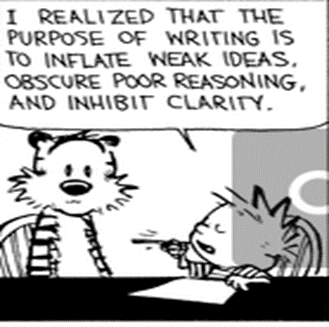 I REALIZED THAT THE
PURPOSE OF WRITING IS
TO INFLATE WEAK IDEAS,
OBSCURE POOR REASONING,
AND INHIBIT CLARITY.